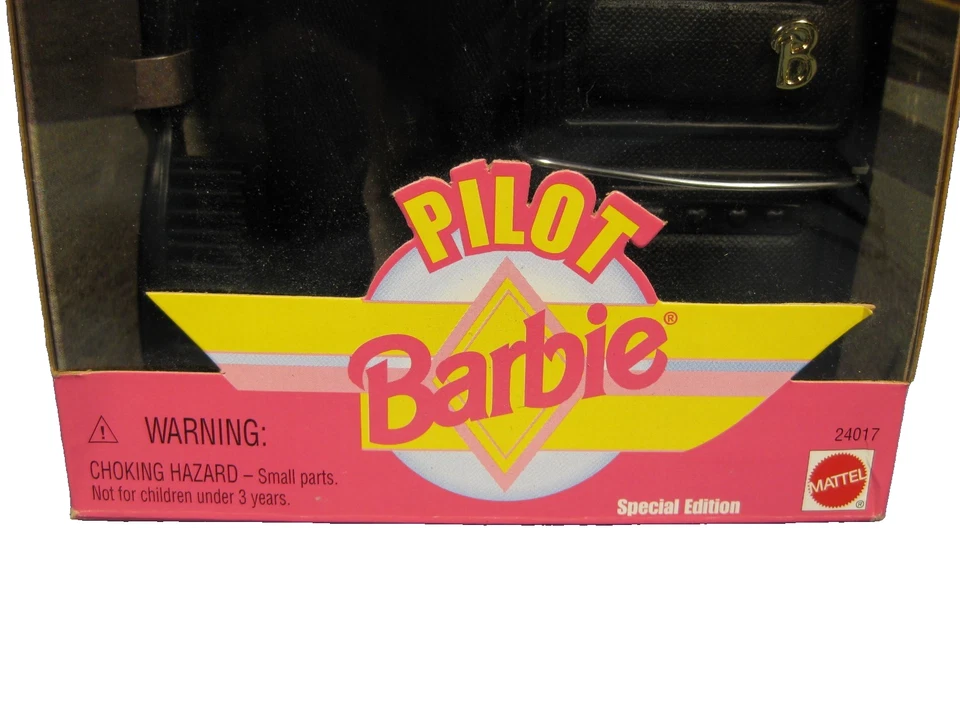 B
PILOT
Barbie®
⚠ WARNING:
CHOKING HAZARD – Small parts.
Not for children under 3 years.
24017
MATTEL
®
Special Edition